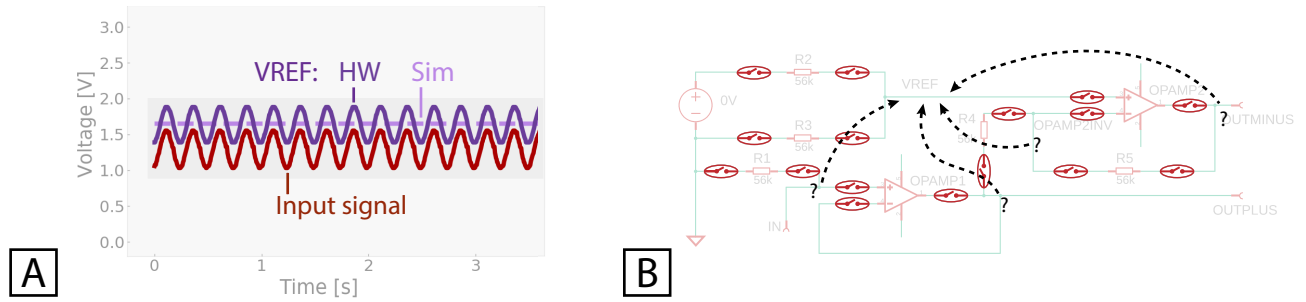 3.0
2.5
2.0
1.5
1.0
0.5
0.0
Voltage [V]
VREF: HW Sim
Input signal
0 1 2 3
Time [s]
A
R2
56k
0V
VREF
R3
56k
R1
56k
R4
OPAMP2
OPAMP2INV
OUTMINUS
?
?
R5
56k
?
OPAMP1
?
IN
OUTPLUS
B